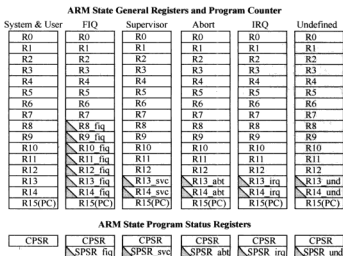 ARM State General Registers and Program Counter
System & User FIQ Supervisor Abort IRQ Undefined
R0 R0 R0 R0 R0 R0
R1 R1 R1 R1 R1 R1
R2 R2 R2 R2 R2 R2
R3 R3 R3 R3 R3 R3
R4 R4 R4 R4 R4 R4
R5 R5 R5 R5 R5 R5
R6 R6 R6 R6 R6 R6
R7 R7 R7 R7 R7 R7
R8 R8_fiq R8 R8 R8 R8
R9 R9_fiq R9 R9 R9 R9
R10 R10_fiq R10 R10 R10 R10
R11 R11_fiq R11 R11 R11 R11
R12 R12_fiq R12 R12 R12 R12
R13 R13_fiq R13_svc R13_abt R13_irq R13_und
R14 R14_fiq R14_svc R14_abt R14_irq R14_und
R15(PC) R15(PC) R15(PC) R15(PC) R15(PC) R15(PC)
ARM State Program Status Registers
CPSR CPSR CPSR CPSR CPSR CPSR
SPSR_fiq SPSR_svc SPSR_abt SPSR_irq SPSR_und